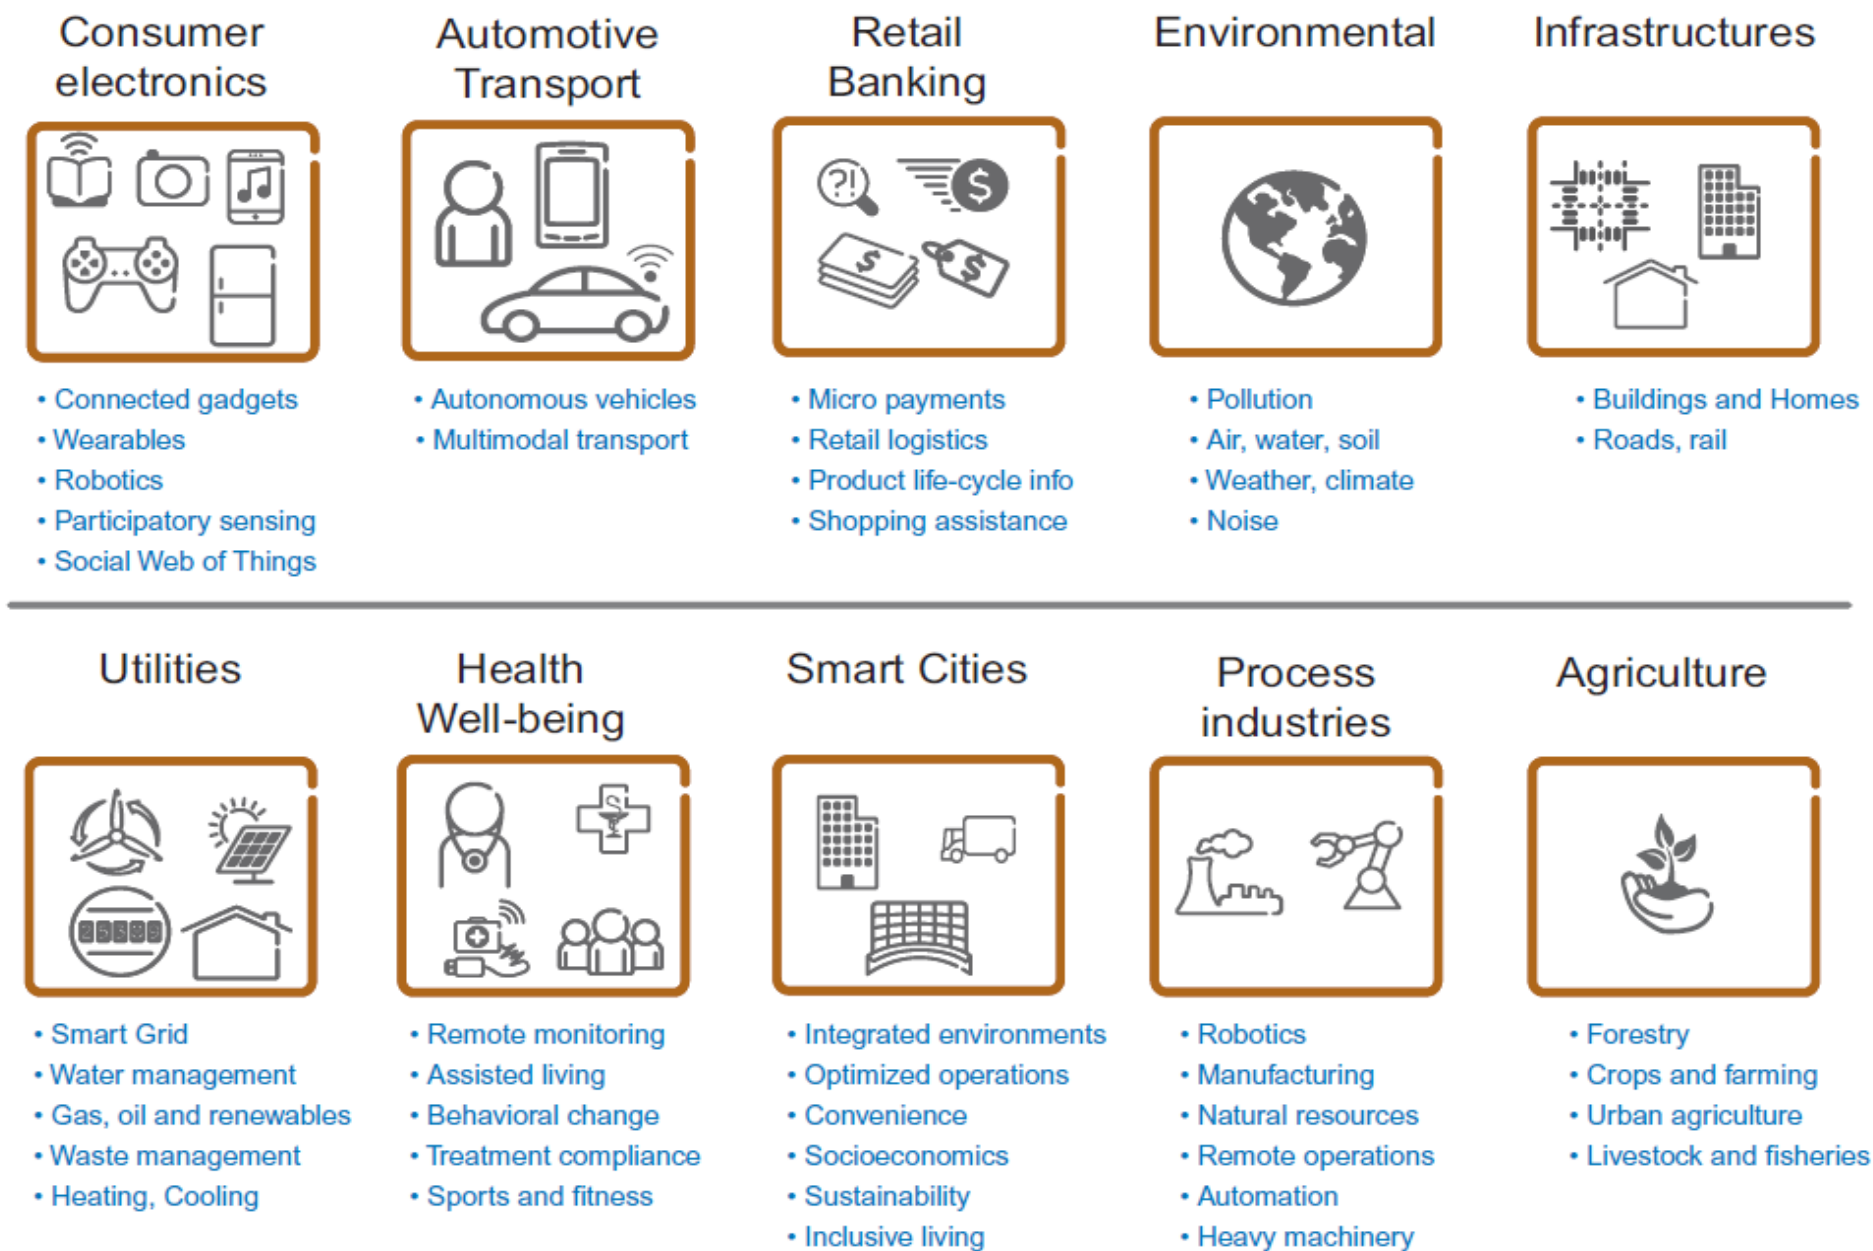 Consumer
electronics
Automotive
Transport
Retail
Banking
Environmental
Infrastructures
?!
$
$
$
• Connected gadgets
• Wearables
• Robotics
• Participatory sensing
• Social Web of Things
• Autonomous vehicles
• Multimodal transport
• Micro payments
• Retail logistics
• Product life-cycle info
• Shopping assistance
• Pollution
• Air, water, soil
• Weather, climate
• Noise
• Buildings and Homes
• Roads, rail
Utilities
Health
Well-being
Smart Cities
Process
industries
Agriculture
• Smart Grid
• Water management
• Gas, oil and renewables
• Waste management
• Heating, Cooling
• Remote monitoring
• Assisted living
• Behavioral change
• Treatment compliance
• Sports and fitness
• Integrated environments
• Optimized operations
• Convenience
• Socioeconomics
• Sustainability
• Inclusive living
• Robotics
• Manufacturing
• Natural resources
• Remote operations
• Automation
• Heavy machinery
• Forestry
• Crops and farming
• Urban agriculture
• Livestock and fisheries